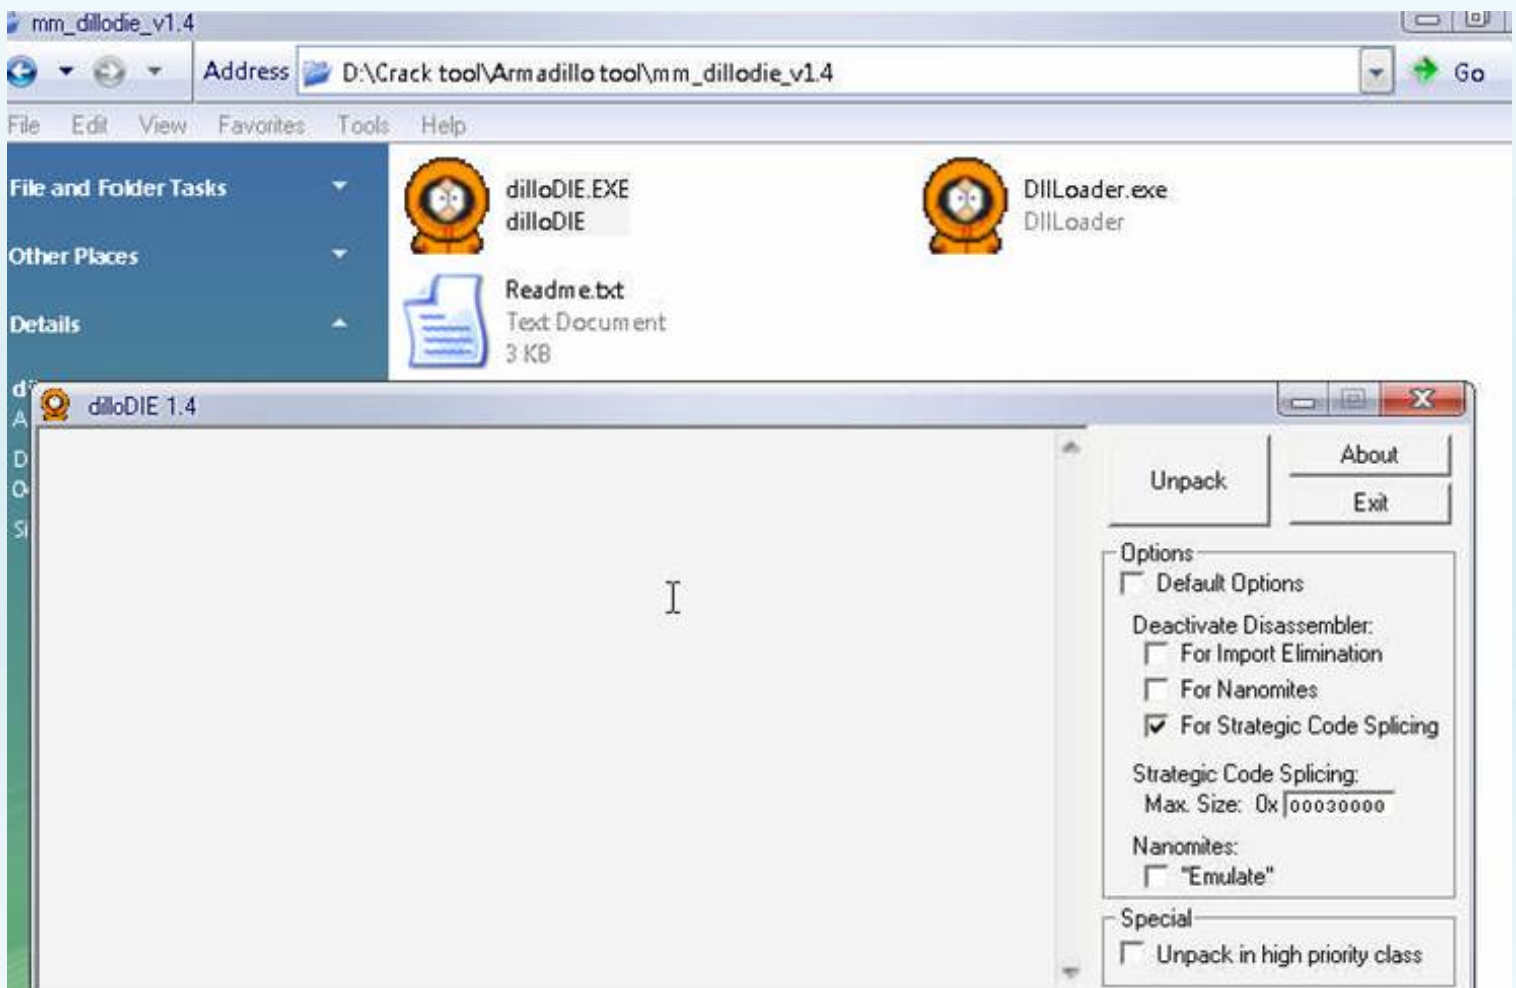 mm_dillodie_v1.4
Address D:\Crack tool\Armadillo tool\mm_dillodie_v1.4 Go
File Edit View Favorites Tools Help
File and Folder Tasks
Other Places
Details
dilloDIE.EXE
dilloDIE
DllLoader.exe
DllLoader
Readme.txt
Text Document
3 KB
dilloDIE 1.4
Unpack
About
Exit
Options
Default Options
Deactivate Disassembler:
For Import Elimination
For Nanomites
For Strategic Code Splicing
Strategic Code Splicing:
Max. Size: 0x 00030000
Nanomites:
"Emulate"
Special
Unpack in high priority class